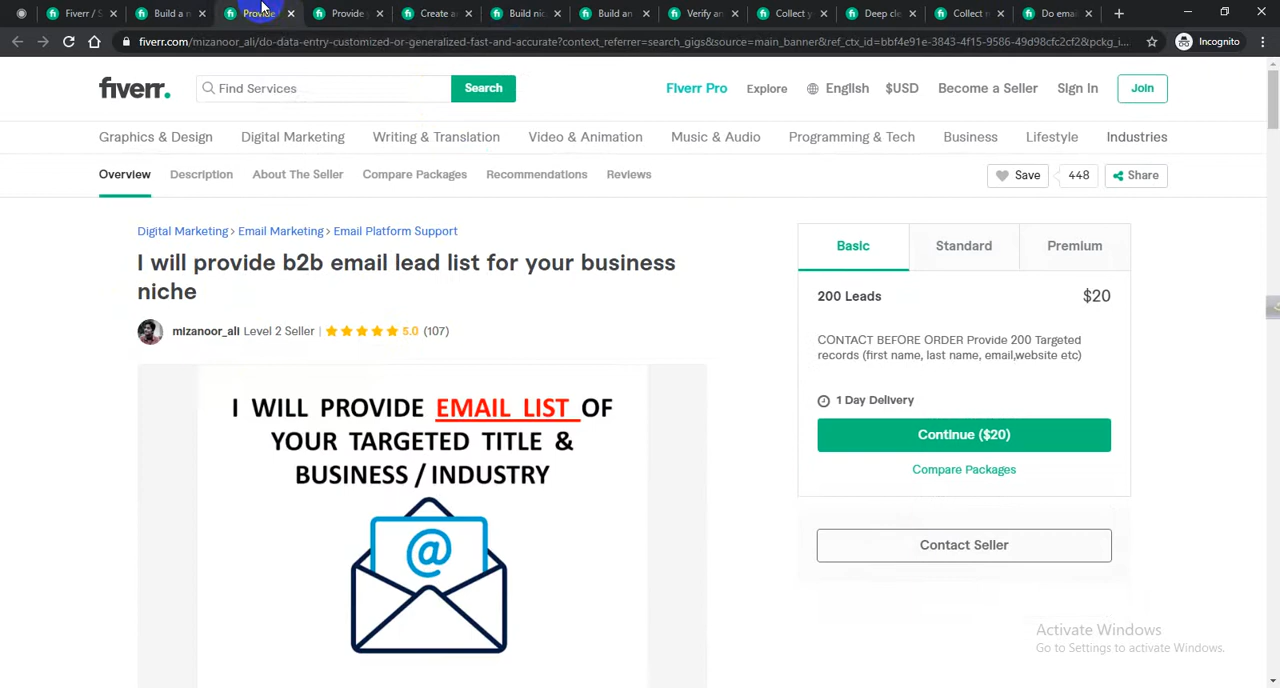 Fiverr / S
Build a n
Provide
Provide y
Create a
Build nic
Build an
Verify an
Collect y
Deep cle
Collect n
Do emai
fiverr.com/mizanoor_ali/do-data-entry-customized-or-generalized-fast-and-accurate?context_referrer=search_gigs&source=main_banner&ref_ctx_id=bbf4e91e-3843-4f15-9586-49d98cfc2cf2&pckg_i...
Incognito
fiverr.
Find Services
Search
Fiverr Pro
Explore
English
$USD
Become a Seller
Sign In
Join
Graphics & Design
Digital Marketing
Writing & Translation
Video & Animation
Music & Audio
Programming & Tech
Business
Lifestyle
Industries
Overview
Description
About The Seller
Compare Packages
Recommendations
Reviews
Save
448
Share
Digital Marketing > Email Marketing > Email Platform Support
I will provide b2b email lead list for your business
niche
mizanoor_ali Level 2 Seller | 5.0 (107)
I WILL PROVIDE EMAIL LIST OF
YOUR TARGETED TITLE &
BUSINESS / INDUSTRY
@
Basic
Standard
Premium
200 Leads
$20
CONTACT BEFORE ORDER Provide 200 Targeted
records (first name, last name, email,website etc)
1 Day Delivery
Continue ($20)
Compare Packages
Contact Seller
Activate Windows
Go to Settings to activate Windows.